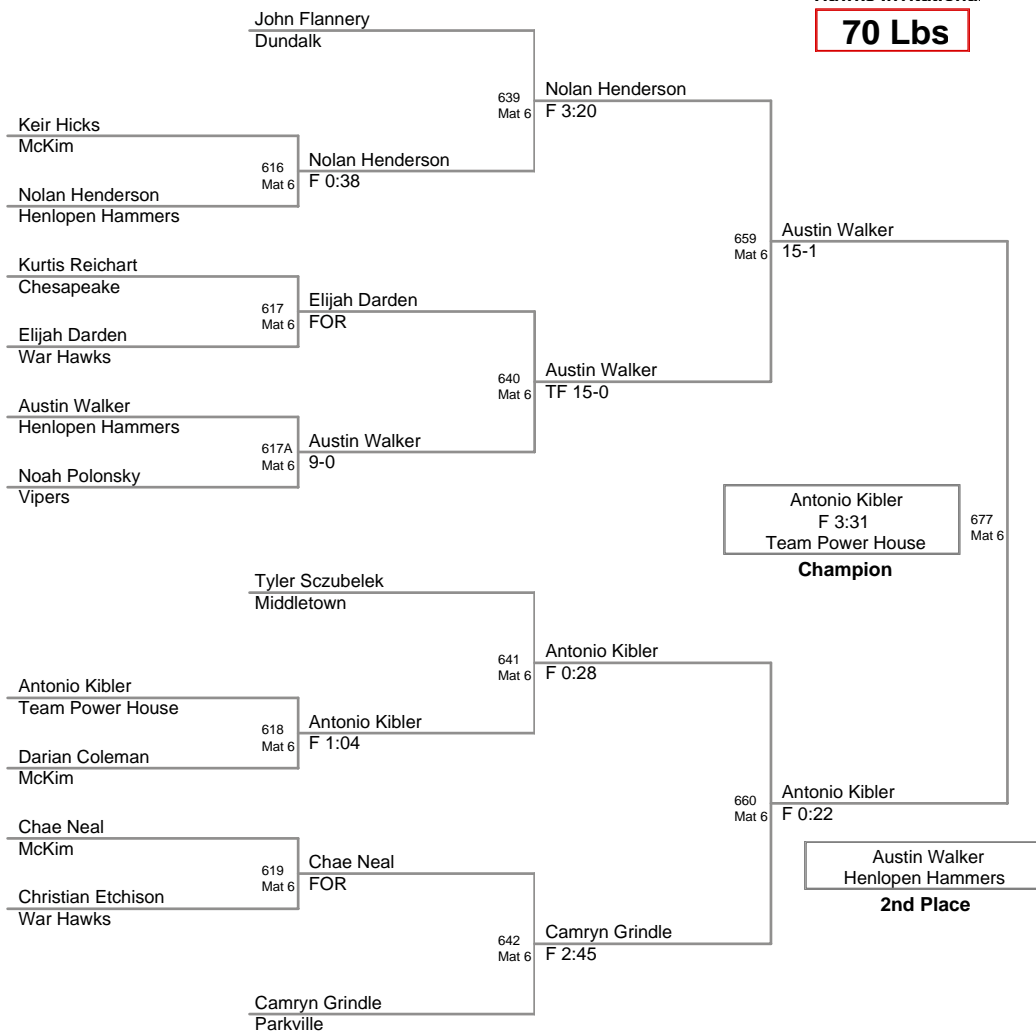 70 Lbs
John Flannery
Dundalk
639
Mat 6
Nolan Henderson
F 3:20
Keir Hicks
McKim
616
Mat 6
Nolan Henderson
F 0:38
Nolan Henderson
Henlopen Hammers
659
Mat 6
Austin Walker
15-1
Kurtis Reichart
Chesapeake
617
Mat 6
Elijah Darden
FOR
Elijah Darden
War Hawks
640
Mat 6
Austin Walker
TF 15-0
Austin Walker
Henlopen Hammers
617A
Mat 6
Austin Walker
9-0
Noah Polonsky
Vipers
Antonio Kibler
F 3:31
Team Power House
Champion
677
Mat 6
Tyler Sczubelek
Middletown
641
Mat 6
Antonio Kibler
F 0:28
Antonio Kibler
Team Power House
618
Mat 6
Antonio Kibler
F 1:04
Darian Coleman
McKim
660
Mat 6
Antonio Kibler
F 0:22
Chae Neal
McKim
619
Mat 6
Chae Neal
FOR
Christian Etchison
War Hawks
Austin Walker
Henlopen Hammers
2nd Place
642
Mat 6
Camryn Grindle
F 2:45
Camryn Grindle
Parkville